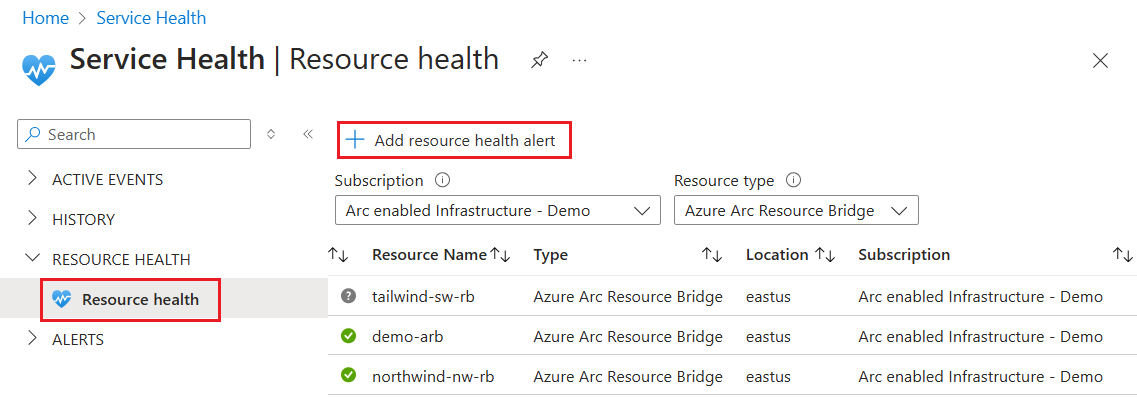 Home > Service Health
Service Health | Resource health ...
Search
Add resource health alert
ACTIVE EVENTS
HISTORY
RESOURCE HEALTH
Resource health
ALERTS
Subscription Resource type
Arc enabled Infrastructure - Demo Azure Arc Resource Bridge
Resource Name Type Location Subscription
tailwind-sw-rb Azure Arc Resource Bridge eastus Arc enabled Infrastructure - Demo
demo-arb Azure Arc Resource Bridge eastus Arc enabled Infrastructure - Demo
northwind-nw-rb Azure Arc Resource Bridge eastus Arc enabled Infrastructure - Demo